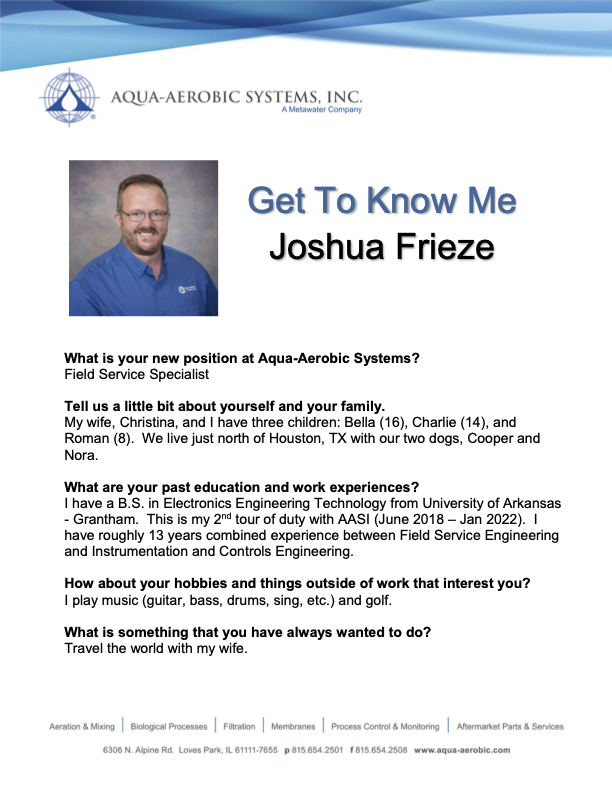 AQUA-AEROBIC SYSTEMS, INC.
A Metawater Company
Get To Know Me
Joshua Frieze
What is your new position at Aqua-Aerobic Systems?
Field Service Specialist
Tell us a little bit about yourself and your family.
My wife, Christina, and I have three children: Bella (16), Charlie (14), and
Roman (8).  We live just north of Houston, TX with our two dogs, Cooper and
Nora.
What are your past education and work experiences?
I have a B.S. in Electronics Engineering Technology from University of Arkansas
- Grantham.  This is my 2nd tour of duty with AASI (June 2018 – Jan 2022).  I
have roughly 13 years combined experience between Field Service Engineering
and Instrumentation and Controls Engineering.
How about your hobbies and things outside of work that interest you?
I play music (guitar, bass, drums, sing, etc.) and golf.
What is something that you have always wanted to do?
Travel the world with my wife.
Aeration & Mixing | Biological Processes | Filtration | Membranes | Process Control & Monitoring | Aftermarket Parts & Services
6306 N. Alpine Rd.  Loves Park, IL 61111-7655  p 815.654.2501  f 815.654.2508  www.aqua-aerobic.com